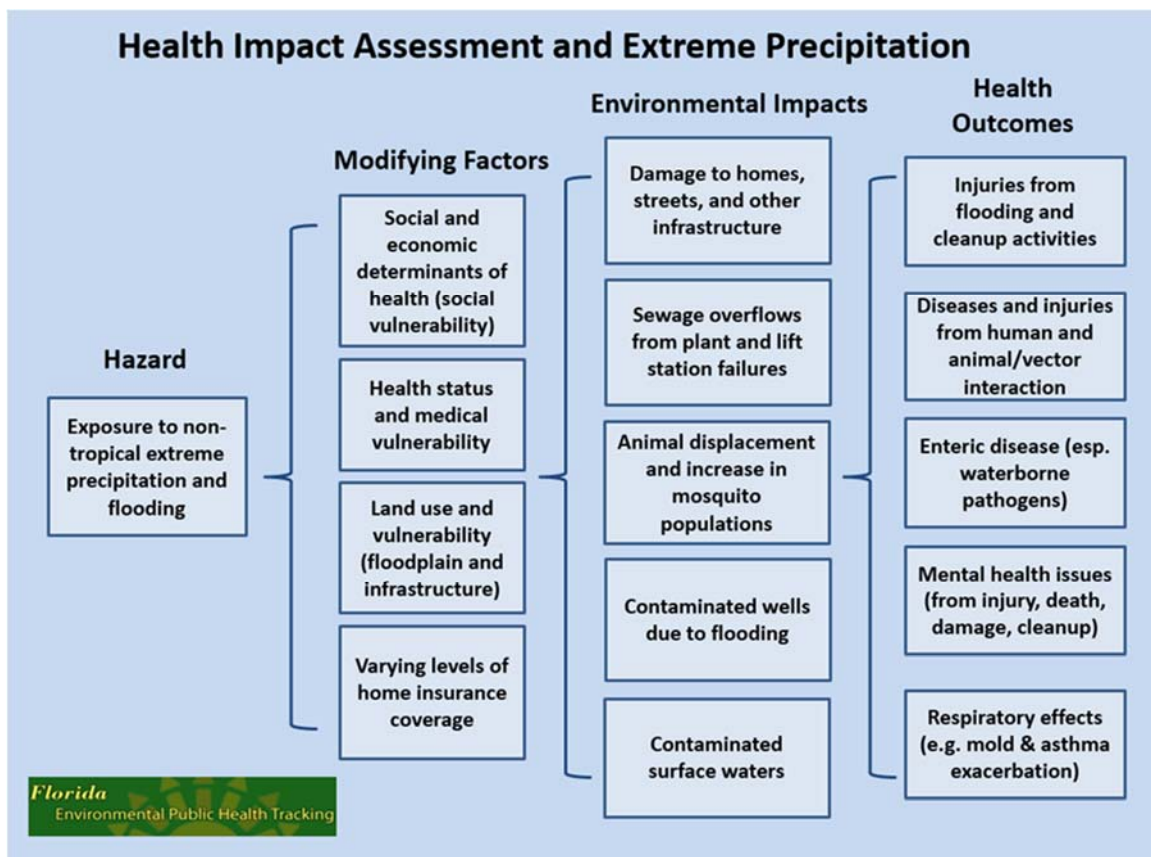 Health Impact Assessment and Extreme Precipitation
Hazard
Exposure to non-
tropical extreme
precipitation and
flooding
Modifying Factors
Social and
economic
determinants of
health (social
vulnerability)
Health status
and medical
vulnerability
Land use and
vulnerability
(floodplain and
infrastructure)
Varying levels of
home insurance
coverage
Environmental Impacts
Damage to homes,
streets, and other
infrastructure
Sewage overflows
from plant and lift
station failures
Animal displacement
and increase in
mosquito
populations
Contaminated wells
due to flooding
Contaminated
surface waters
Health
Outcomes
Injuries from
flooding and
cleanup activities
Diseases and injuries
from human and
animal/vector
interaction
Enteric disease (esp.
waterborne
pathogens)
Mental health issues
(from injury, death,
damage, cleanup)
Respiratory effects
(e.g. mold & asthma
exacerbation)
Florida
Environmental Public Health Tracking